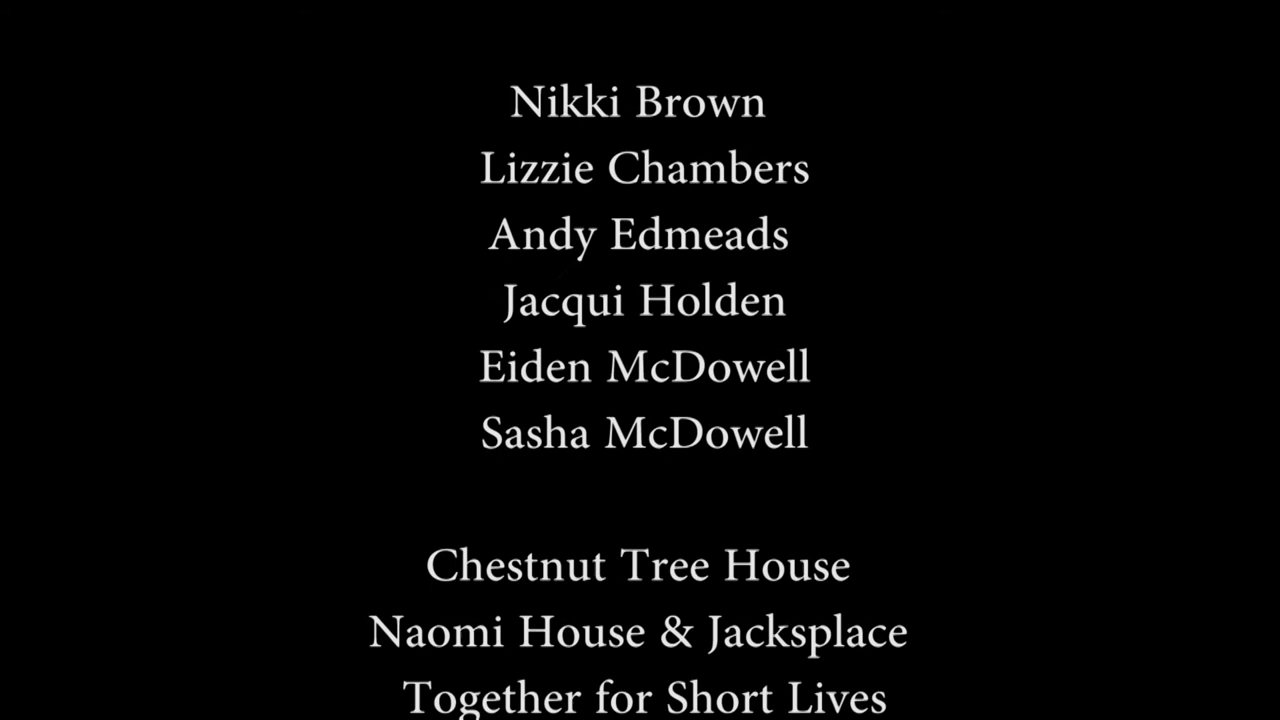 Nikki Brown
Lizzie Chambers
Andy Edmeads
Jacqui Holden
Eiden McDowell
Sasha McDowell
Chestnut Tree House
Naomi House & Jacksplace
Together for Short Lives